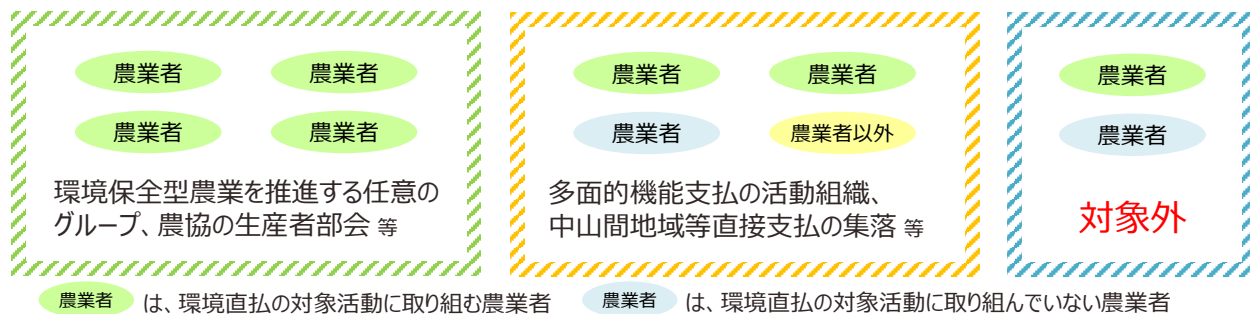 農業者
農業者
農業者
農業者
環境保全型農業を推進する任意の
グループ、農協の生産者部会 等
農業者
農業者
農業者
農業者以外
多面的機能支払の活動組織、
中山間地域等直接支払の集落 等
農業者
農業者
対象外
農業者 は、環境直払の対象活動に取り組む農業者
農業者 は、環境直払の対象活動に取り組んでいない農業者